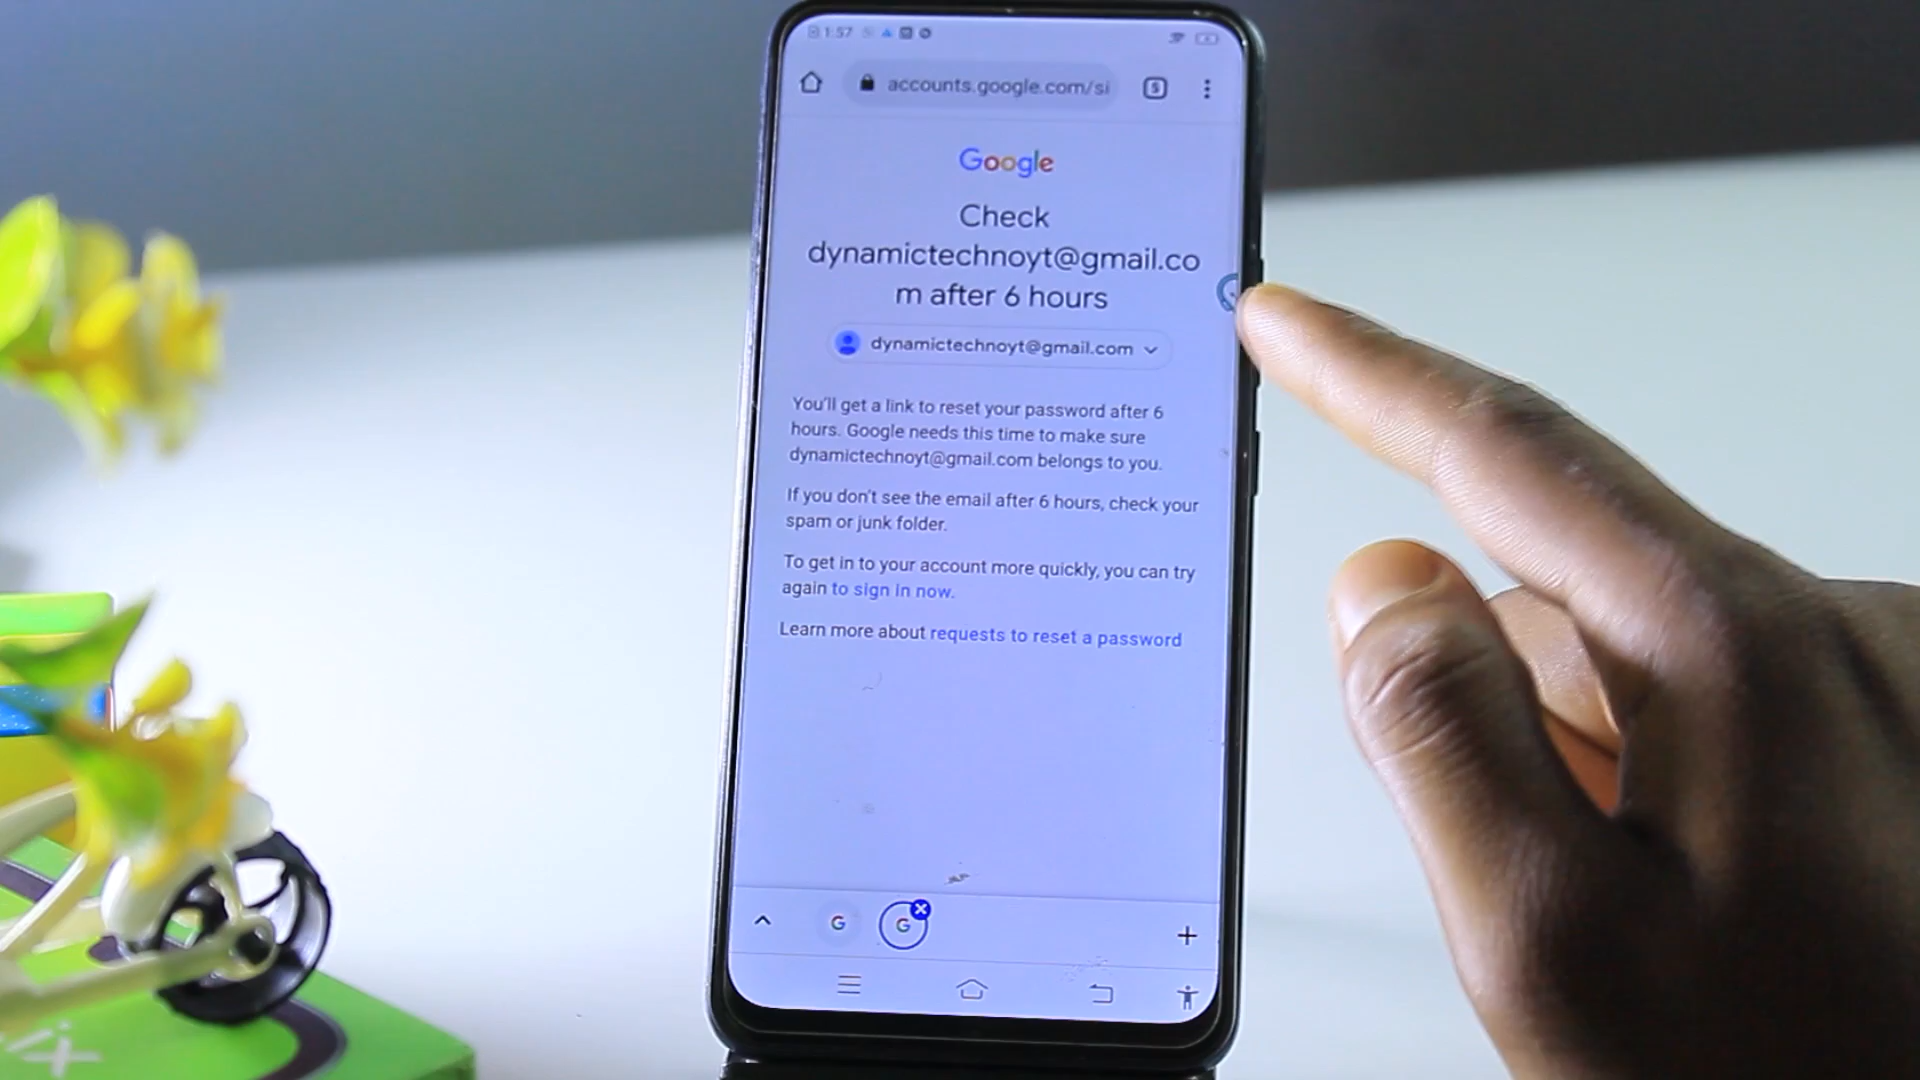 1:57
accounts.google.com/si
5
Google
Check
dynamictechnoyt@gmail.co
m after 6 hours
dynamictechnoyt@gmail.com
You'll get a link to reset your password after 6
hours. Google needs this time to make sure
dynamictechnoyt@gmail.com belongs to you.
If you don't see the email after 6 hours, check your
spam or junk folder.
To get in to your account more quickly, you can try
again to sign in now.
Learn more about requests to reset a password
G
G